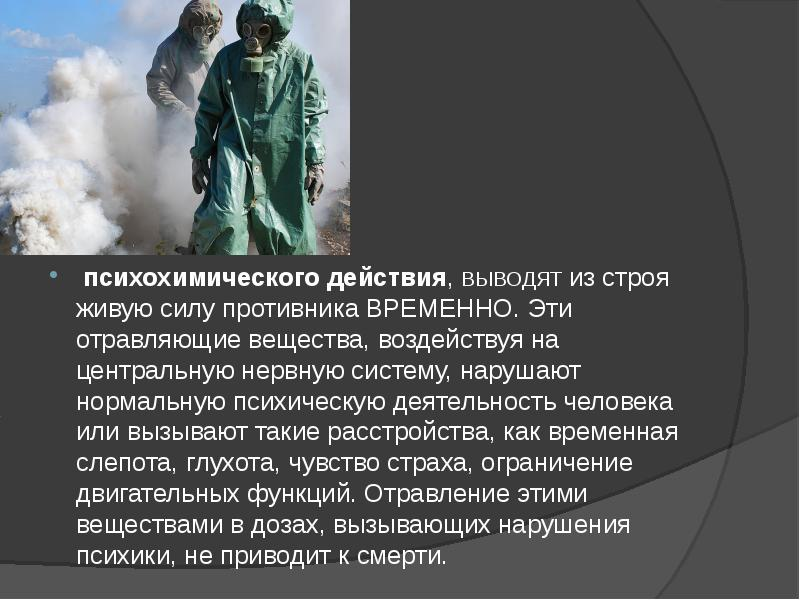 • психохимического действия, выводят из строя
живую силу противника ВРЕМЕННО. Эти
отравляющие вещества, воздействуя на
центральную нервную систему, нарушают
нормальную психическую деятельность человека
или вызывают такие расстройства, как временная
слепота, глухота, чувство страха, ограничение
двигательных функций. Отравление этими
веществами в дозах, вызывающих нарушения
психики, не приводит к смерти.